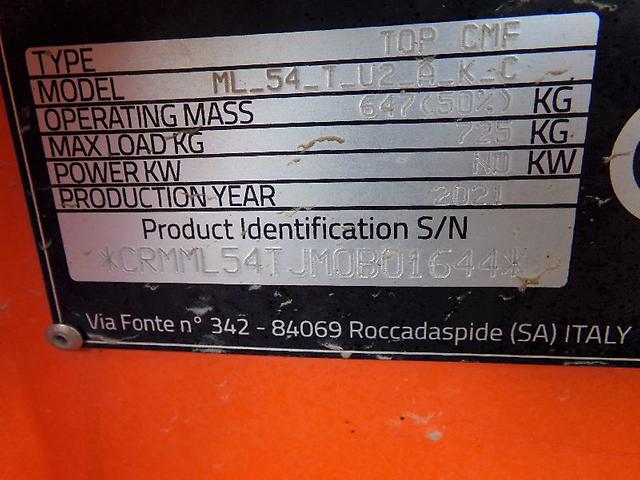 TYPE TOP CMF
MODEL ML_54_T_U2_A_K_C
OPERATING MASS 647(50%) KG
MAX LOAD KG 725 KG
POWER KW ND KW
PRODUCTION YEAR 2021
Product Identification S/N
*CRMML54TJM0B01644*
Via Fonte n° 342 - 84069 Roccadaspide (SA) ITALY